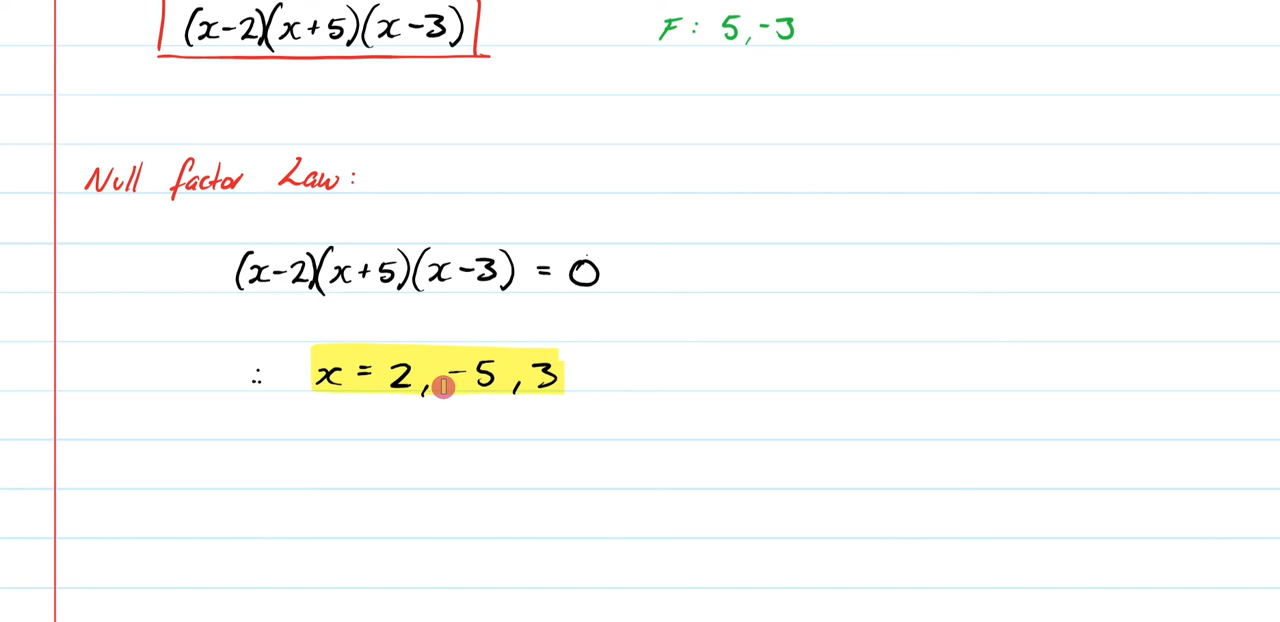 (x-2)(x+5)(x-3) F: 5,-3
Null factor Law:
(x-2)(x+5)(x-3) = 0
∴ x = 2, -5, 3